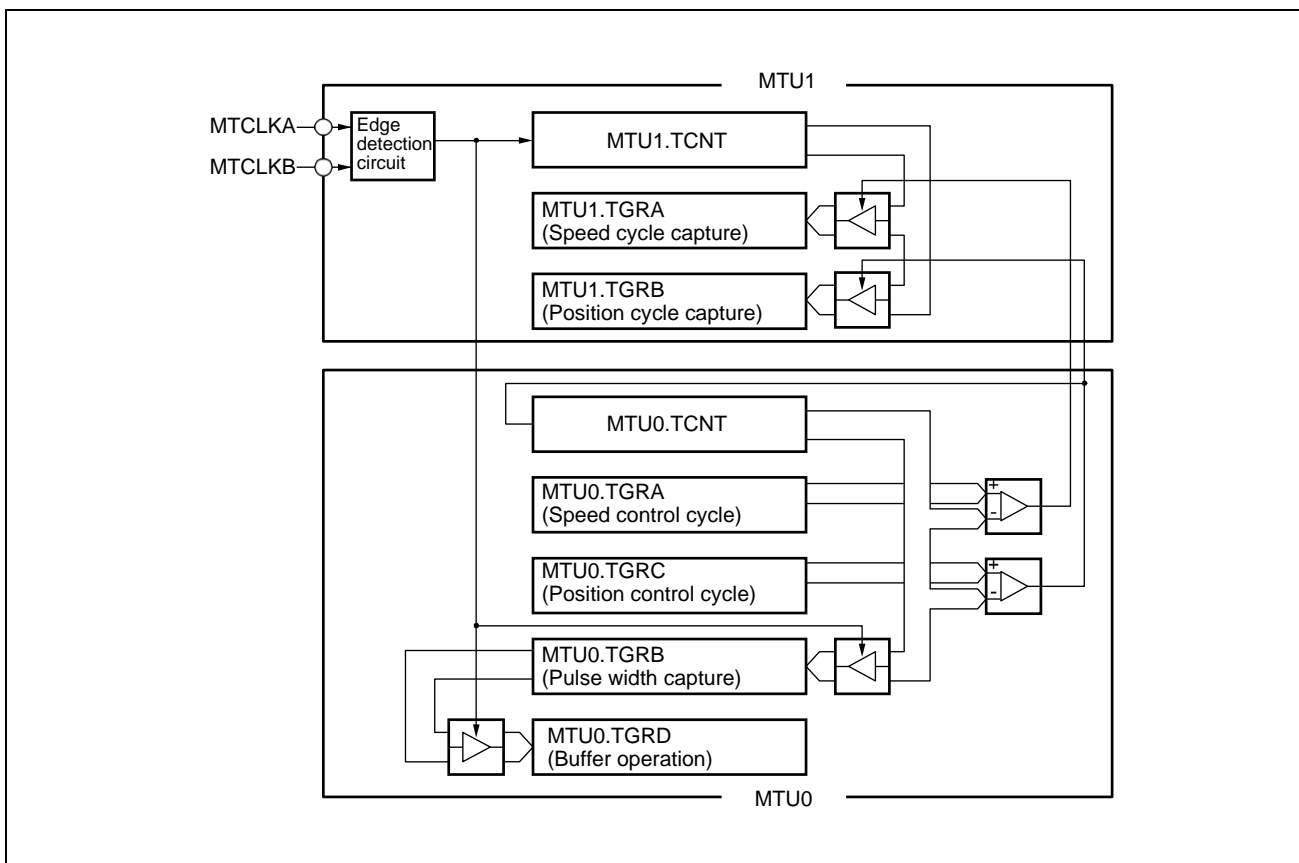 MTU1
MTCLKA
MTCLKB
Edge
detection
circuit
MTU1.TCNT
MTU1.TGRA
(Speed cycle capture)
MTU1.TGRB
(Position cycle capture)
MTU0.TCNT
MTU0.TGRA
(Speed control cycle)
+
-
MTU0.TGRC
(Position control cycle)
+
-
MTU0.TGRB
(Pulse width capture)
MTU0.TGRD
(Buffer operation)
MTU0